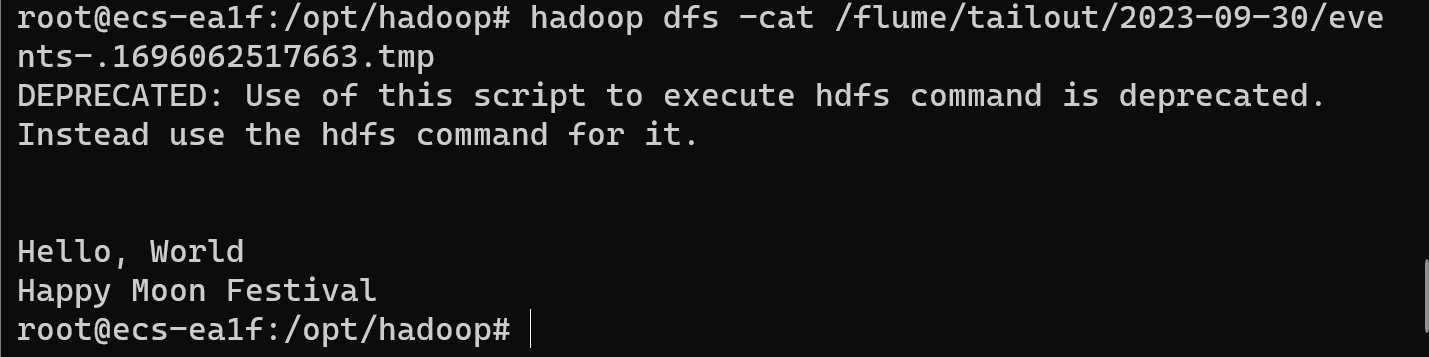 root@ecs-ea1f:/opt/hadoop# hadoop dfs -cat /flume/tailout/2023-09-30/eve
nts-.1696062517663.tmp
DEPRECATED: Use of this script to execute hdfs command is deprecated.
Instead use the hdfs command for it.
Hello, World
Happy Moon Festival
root@ecs-ea1f:/opt/hadoop#